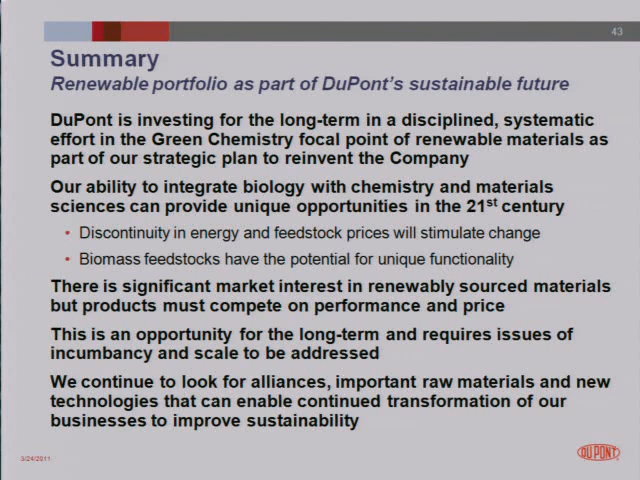 43
Summary
Renewable portfolio as part of DuPont's sustainable future
DuPont is investing for the long-term in a disciplined, systematic
effort in the Green Chemistry focal point of renewable materials as
part of our strategic plan to reinvent the Company
Our ability to integrate biology with chemistry and materials
sciences can provide unique opportunities in the 21st century
• Discontinuity in energy and feedstock prices will stimulate change
• Biomass feedstocks have the potential for unique functionality
There is significant market interest in renewably sourced materials
but products must compete on performance and price
This is an opportunity for the long-term and requires issues of
incumbancy and scale to be addressed
We continue to look for alliances, important raw materials and new
technologies that can enable continued transformation of our
businesses to improve sustainability
5/24/2011
DUPONT